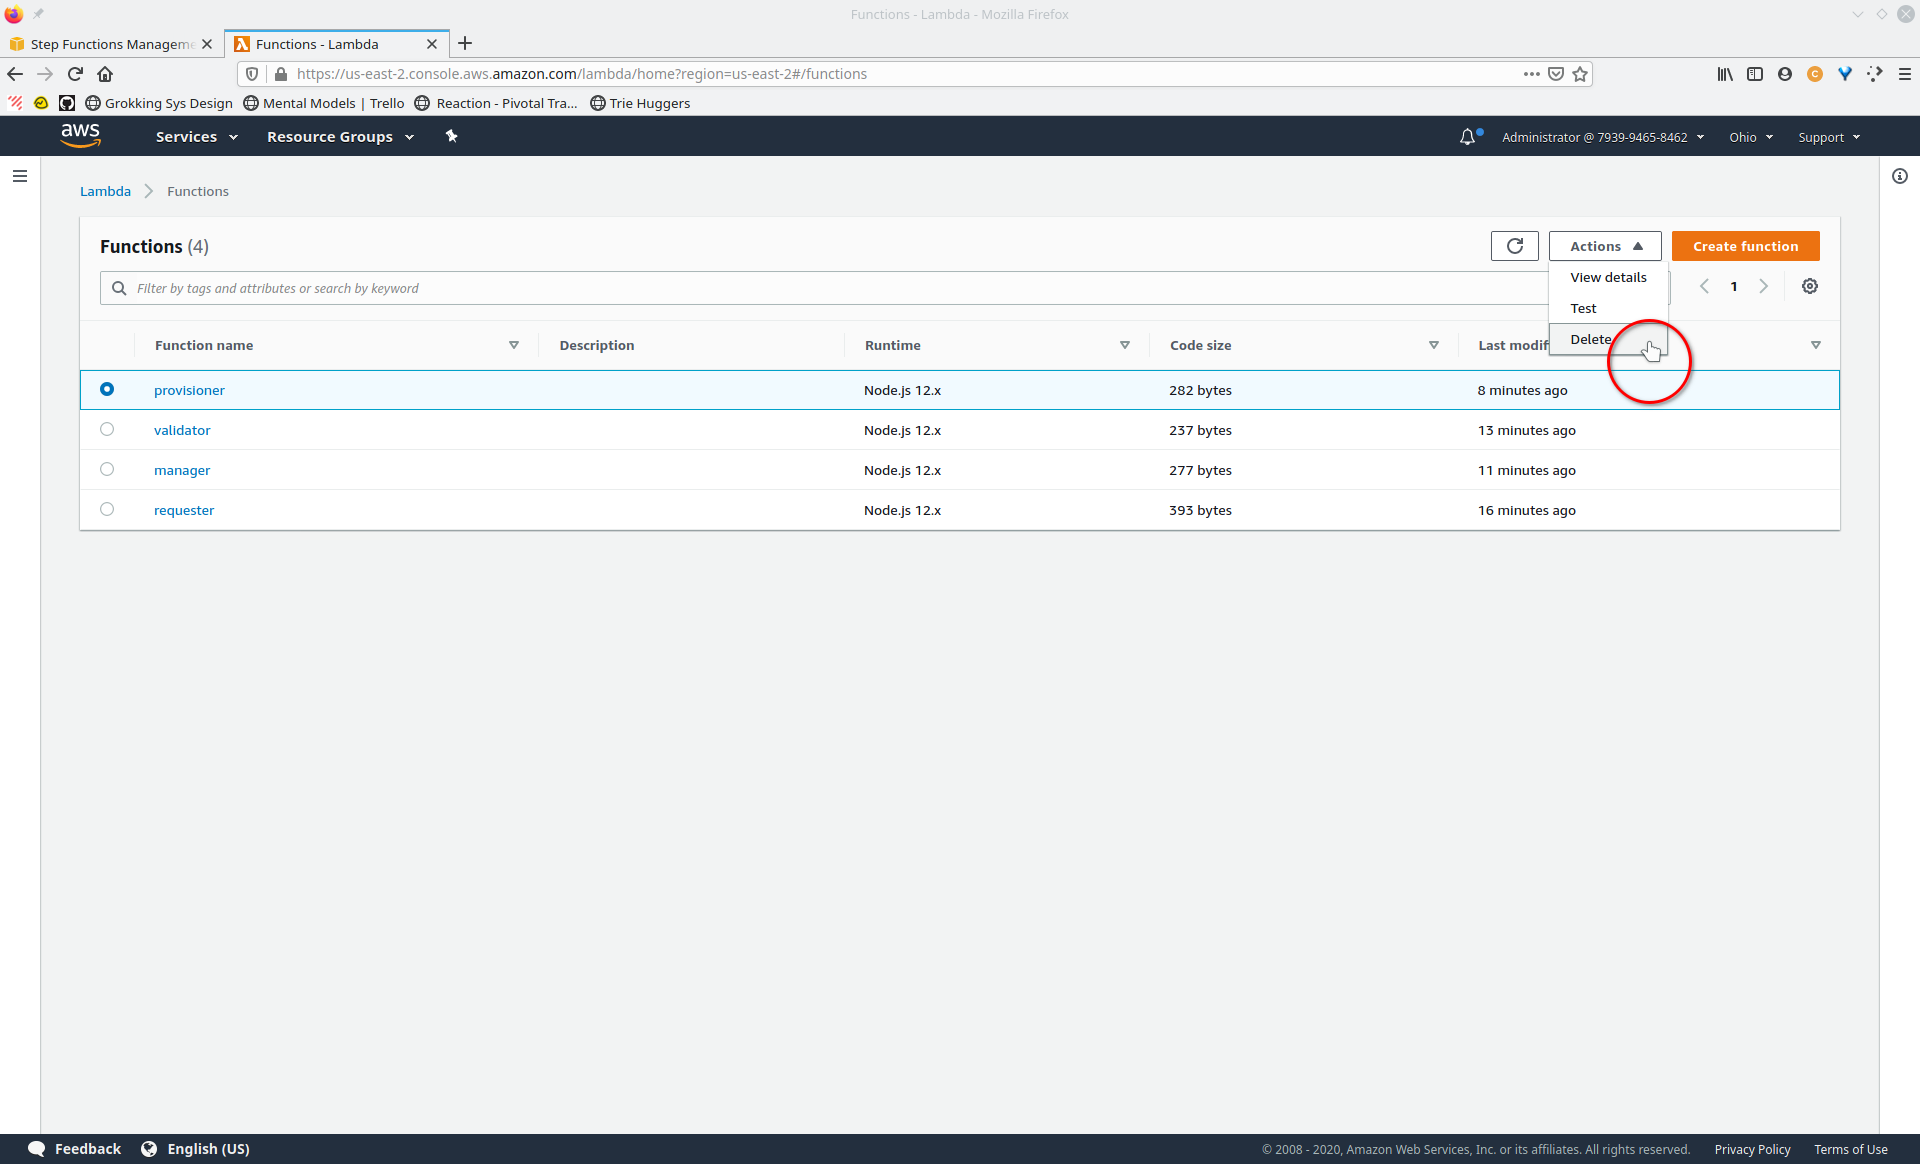 Functions - Lambda - Mozilla Firefox
Step Functions Manageme
Functions - Lambda
https://us-east-2.console.aws.amazon.com/lambda/home?region=us-east-2#/functions
Grokking Sys Design Mental Models | Trello Reaction - Pivotal Tra... Trie Huggers
aws Services Resource Groups Administrator @ 7939-9465-8462 Ohio Support
Lambda Functions
Functions (4) Actions Create function
Filter by tags and attributes or search by keyword 1
View details
Test
Delete
Function name Description Runtime Code size Last modif
provisioner Node.js 12.x 282 bytes 8 minutes ago
validator Node.js 12.x 237 bytes 13 minutes ago
manager Node.js 12.x 277 bytes 11 minutes ago
requester Node.js 12.x 393 bytes 16 minutes ago
Feedback English (US) © 2008 - 2020, Amazon Web Services, Inc. or its affiliates. All rights reserved. Privacy Policy Terms of Use